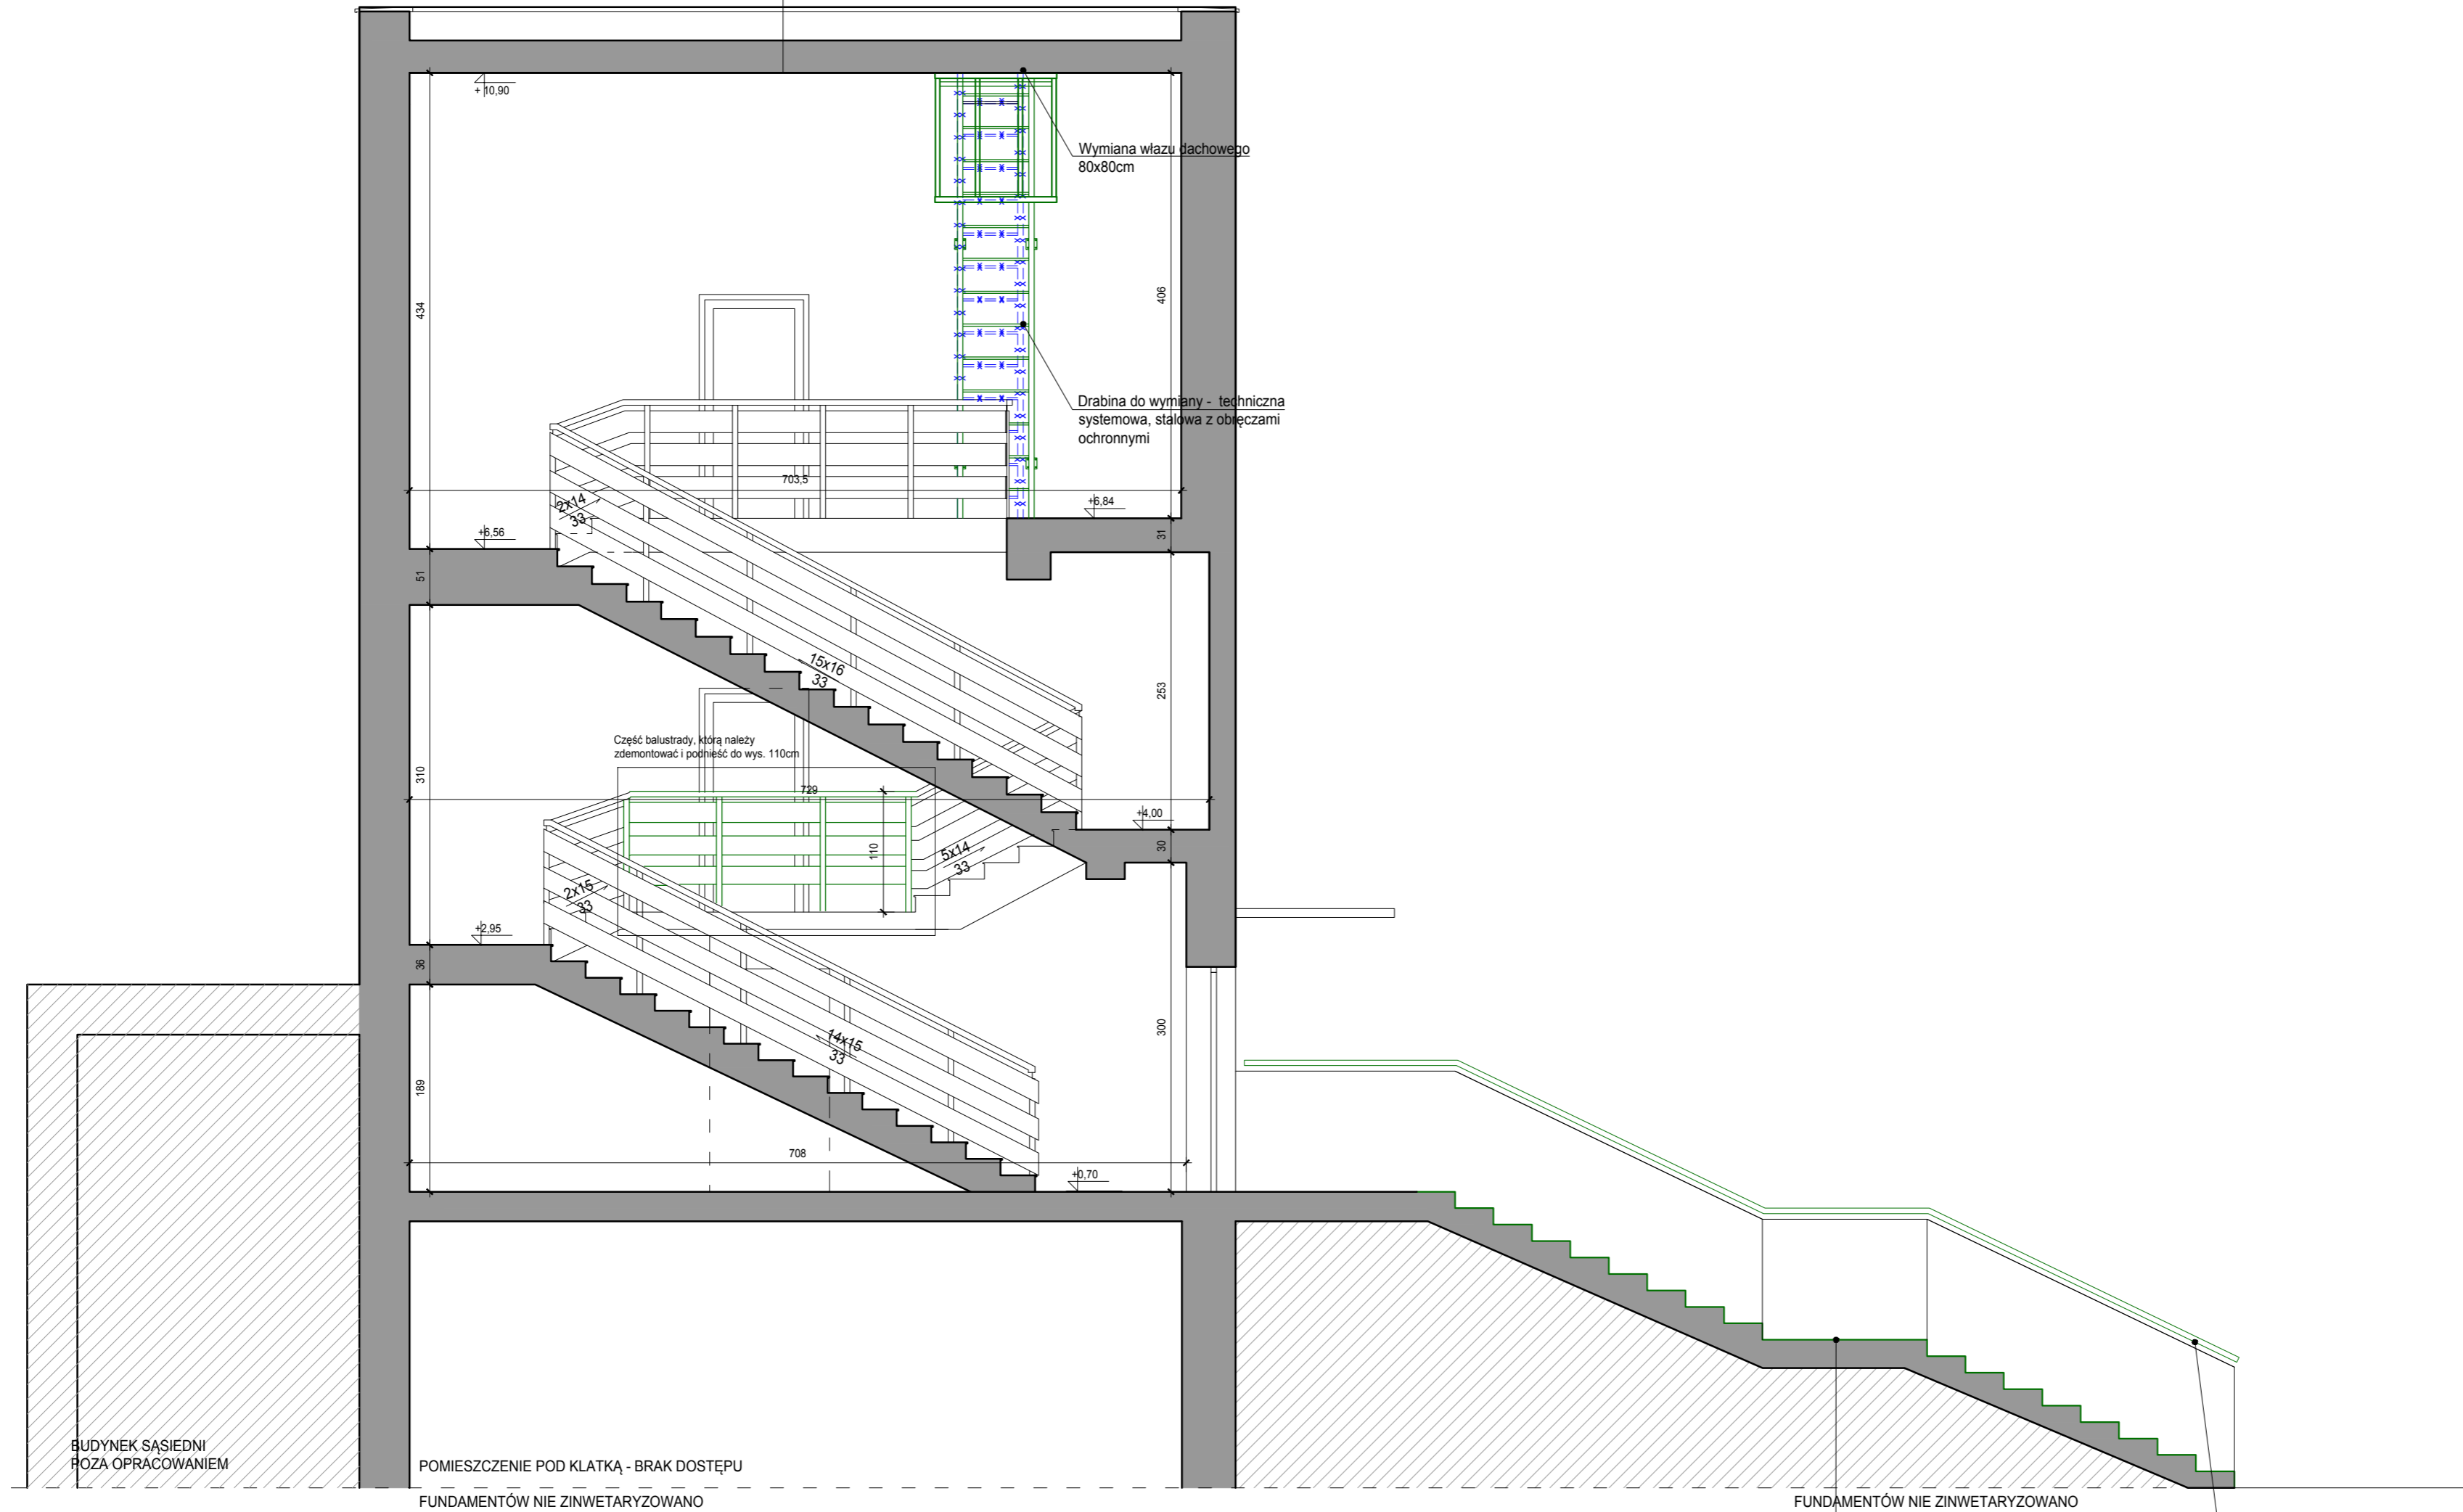 + 10,90
Wymiana włazu dachowego
80x80cm
434
406
Drabina do wymiany - techniczna
systemowa, stalowa z obręczami
ochronnymi
703,5
2x14
33
+6,84
+6,56
31
51
15x16
33
253
Część balustrady, którą należy
zdemontować i podnieść do wys. 110cm
310
729
+4,00
110
5x14
33
30
2x15
33
+2,95
36
14x15
33
300
189
708
+0,70
BUDYNEK SĄSIEDNI
POZA OPRACOWANIEM
POMIESZCZENIE POD KLATKĄ - BRAK DOSTĘPU
FUNDAMENTÓW NIE ZINWETARYZOWANO
FUNDAMENTÓW NIE ZINWETARYZOWANO